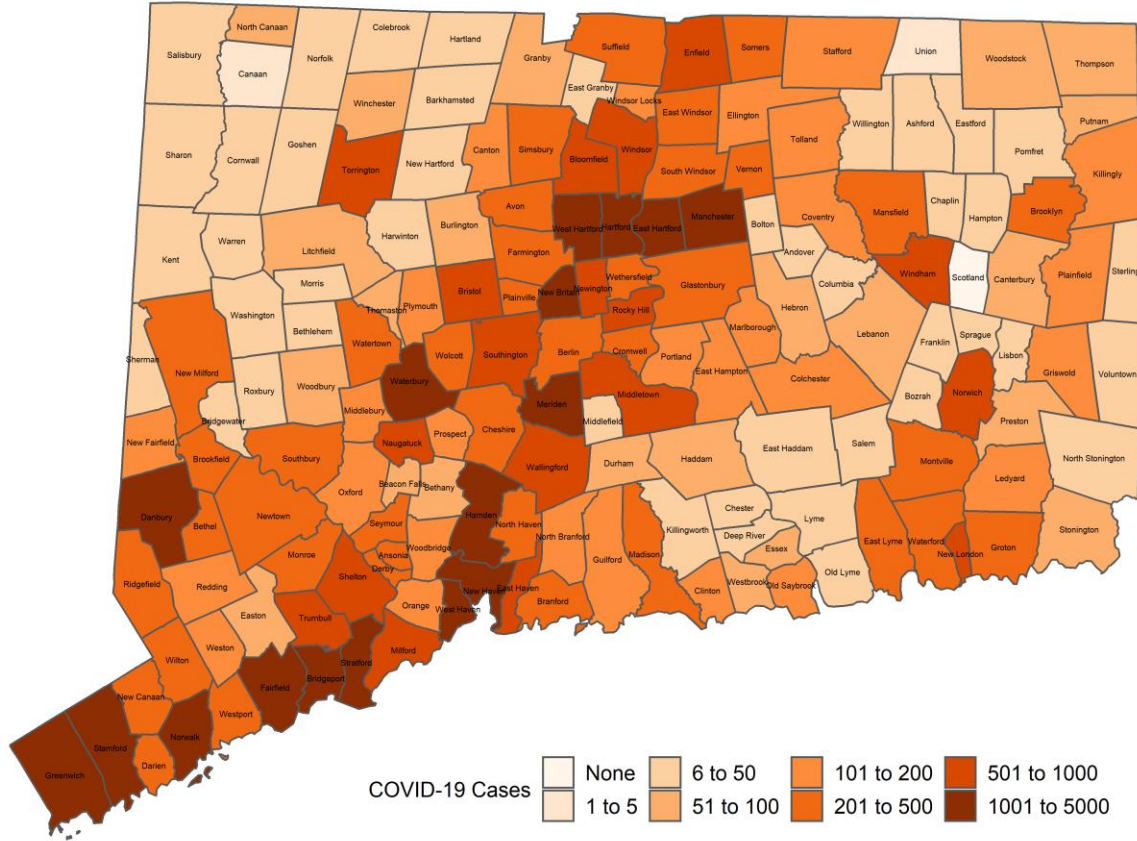 North Canaan
Colebrook
Hartland
Salisbury
Norfolk
Canaan
Granby
Suffield
Enfield
Somers
Stafford
Union
Woodstock
Thompson
East Granby
Windsor Locks
Winchester
Barkhamsted
East Windsor
Ellington
Willington
Ashford
Eastford
Putnam
Sharon
Cornwall
Goshen
Torrington
New Hartford
Canton
Simsbury
Bloomfield
Windsor
South Windsor
Vernon
Tolland
Pomfret
Killingly
Avon
Burlington
Harwinton
West Hartford
Hartford
East Hartford
Manchester
Bolton
Coventry
Mansfield
Chaplin
Hampton
Brooklyn
Kent
Warren
Litchfield
Farmington
Andover
Morris
Bristol
Plainville
New Britain
Newington
Wethersfield
Glastonbury
Columbia
Windham
Scotland
Canterbury
Plainfield
Sterling
Washington
Bethlehem
Thomaston
Plymouth
Rocky Hill
Hebron
Marlborough
Lebanon
Franklin
Sprague
Lisbon
Sherman
New Milford
Watertown
Wolcott
Southington
Berlin
Cromwell
Portland
East Hampton
Colchester
Griswold
Voluntown
Roxbury
Woodbury
Waterbury
Meriden
Middletown
Bozrah
Norwich
Preston
Bridgewater
Middlebury
Naugatuck
Prospect
Cheshire
Middlefield
New Fairfield
Brookfield
Southbury
Wallingford
Durham
Haddam
East Haddam
Salem
Montville
North Stonington
Danbury
Bethel
Newtown
Oxford
Beacon Falls
Bethany
Ledyard
Hamden
North Haven
Killingworth
Chester
Lyme
Seymour
Woodbridge
North Branford
Guilford
Madison
Deep River
Essex
East Lyme
Waterford
New London
Groton
Stonington
Ridgefield
Redding
Monroe
Ansonia
Derby
Shelton
Orange
New Haven
East Haven
Branford
Clinton
Westbrook
Old Saybrook
Old Lyme
Easton
Trumbull
West Haven
Milford
Wilton
Weston
Stratford
Fairfield
Bridgeport
New Canaan
Westport
Stamford
Norwalk
Darien
Greenwich
COVID-19 Cases
None
6 to 50
101 to 200
501 to 1000
1 to 5
51 to 100
201 to 500
1001 to 5000